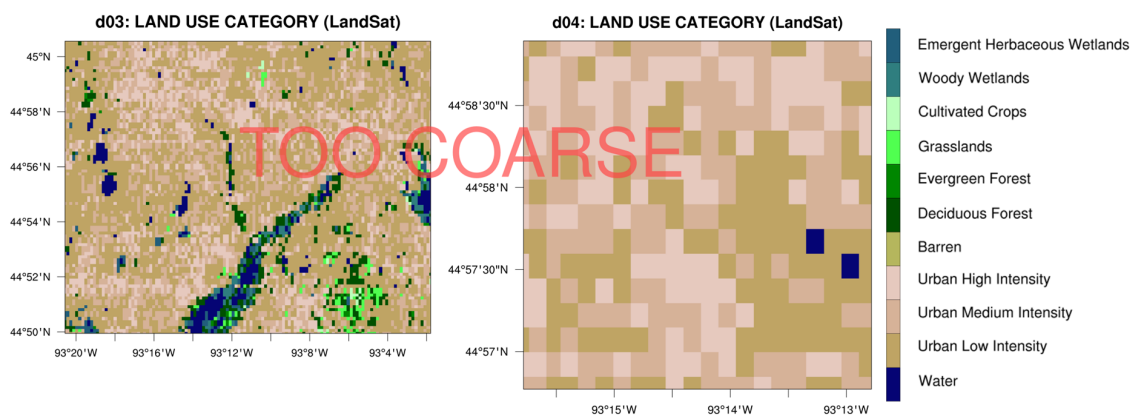 d03: LAND USE CATEGORY (LandSat)
d04: LAND USE CATEGORY (LandSat)
45°N
44°58'N
44°56'N
44°54'N
44°52'N
44°50'N
93°20'W
93°16'W
93°12'W
93°8'W
93°4'W
TOO COARSE
44°58'30"N
44°58'N
44°57'30"N
44°57'N
93°15'W
93°14'W
93°13'W
Emergent Herbaceous Wetlands
Woody Wetlands
Cultivated Crops
Grasslands
Evergreen Forest
Deciduous Forest
Barren
Urban High Intensity
Urban Medium Intensity
Urban Low Intensity
Water